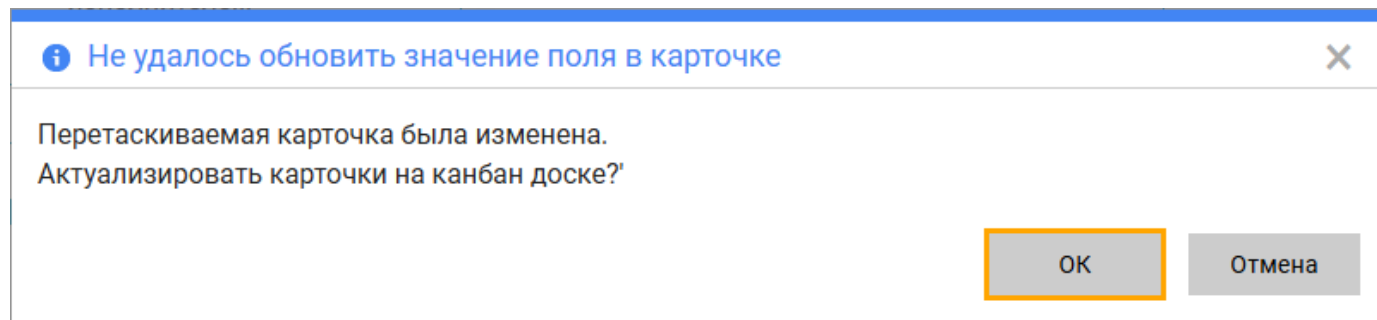 Не удалось обновить значение поля в карточке
Перетаскиваемая карточка была изменена.
Актуализировать карточки на канбан доске?'
ОК
Отмена